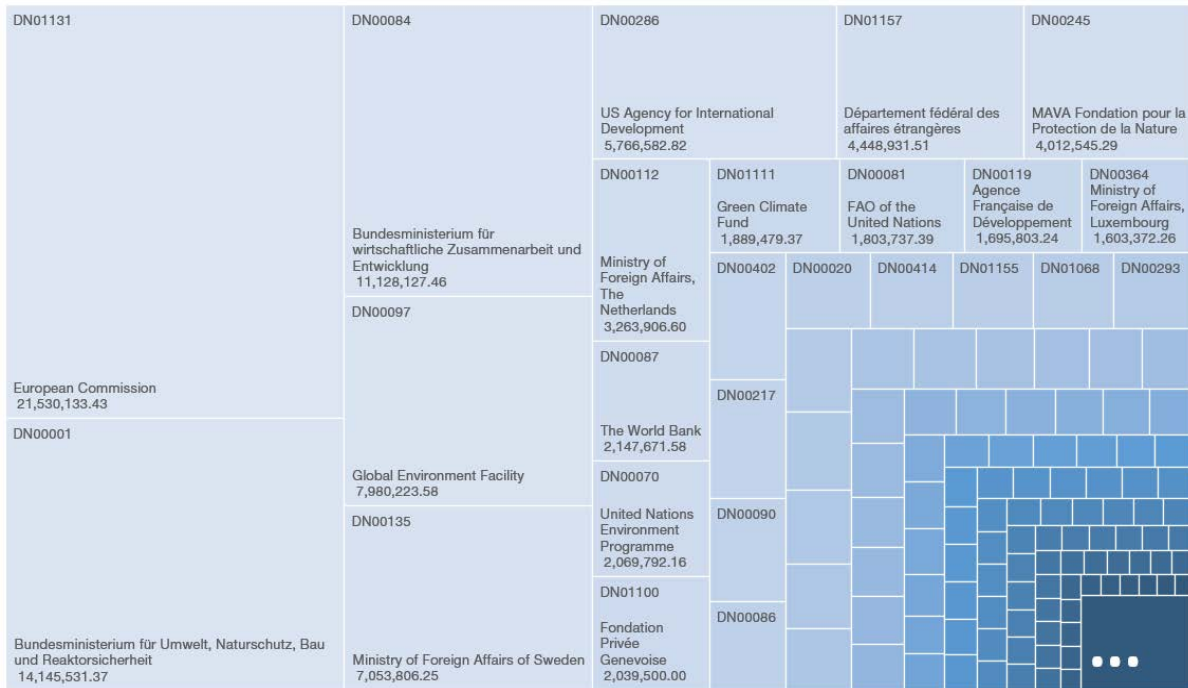 DN01131
European Commission
21,530,133.43
DN00001
Bundesministerium für Umwelt, Naturschutz, Bau
und Reaktorsicherheit
14,145,531.37
DN00084
Bundesministerium für
wirtschaftliche Zusammenarbeit und
Entwicklung
11,128,127.46
DN00097
Global Environment Facility
7,980,223.58
DN00135
Ministry of Foreign Affairs of Sweden
7,053,806.25
DN00286
US Agency for International
Development
5,766,582.82
DN01157
Département fédéral des
affaires étrangères
4,448,931.51
DN00245
MAVA Fondation pour la
Protection de la Nature
4,012,545.29
DN00112
Ministry of
Foreign Affairs,
The
Netherlands
3,263,906.60
DN00087
The World Bank
2,147,671.58
DN00070
United Nations
Environment
Programme
2,069,792.16
DN01100
Fondation
Privée
Genevoise
2,039,500.00
DN01111
Green Climate
Fund
1,889,479.37
DN00081
FAO of the
United Nations
1,803,737.39
DN00119
Agence
Française de
Développement
1,695,803.24
DN00364
Ministry of
Foreign Affairs,
Luxembourg
1,603,372.26
DN00402
DN00217
DN00090
DN00086
DN00020
DN00414
DN01155
DN01068
DN00293
...